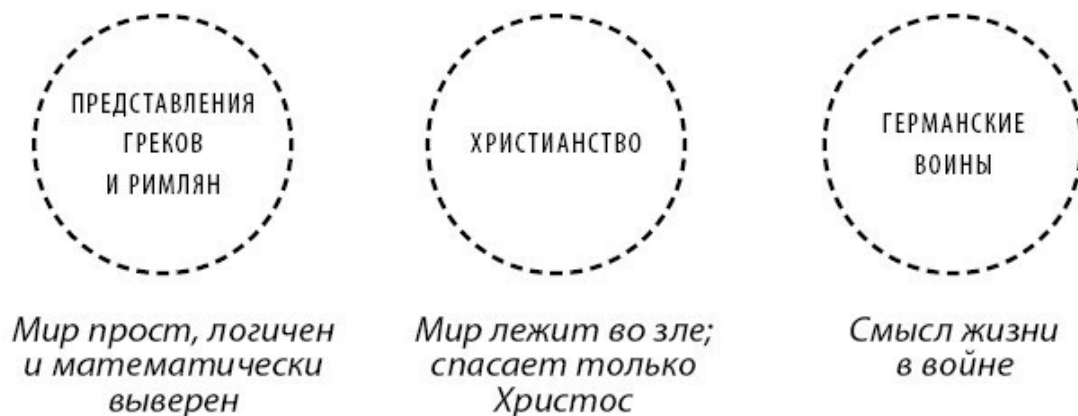 ПРЕДСТАВЛЕНИЯ
ГРЕКОВ
И РИМЛЯН
ХРИСТИАНСТВО
ГЕРМАНСКИЕ
ВОИНЫ
Мир прост, логичен
и математически
выверен
Мир лежит во зле;
спасает только
Христос
Смысл жизни
в войне